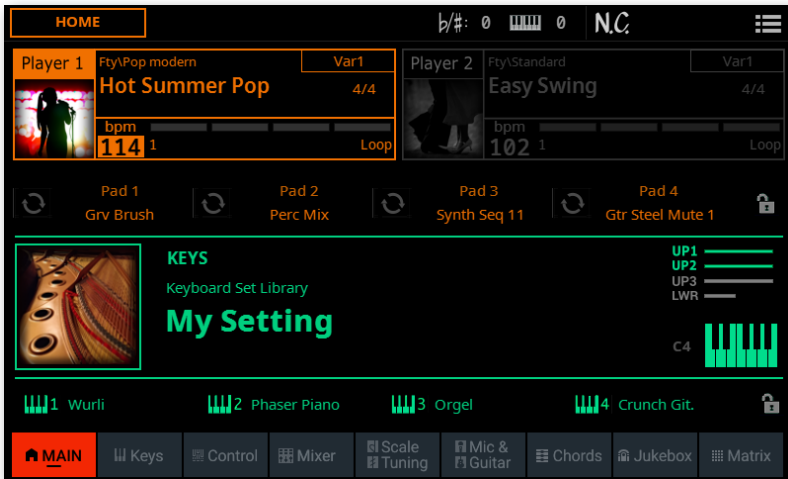 HOME
♭/♯: 0 0 N.C.
Player 1 Fty\Pop modern Var1
Hot Summer Pop 4/4
bpm
114 1 Loop
Player 2 Fty\Standard Var1
Easy Swing 4/4
bpm
102 1 Loop
Pad 1
Grv Brush
Pad 2
Perc Mix
Pad 3
Synth Seq 11
Pad 4
Gtr Steel Mute 1
KEYS
Keyboard Set Library
My Setting
UP1
UP2
UP3
LWR
C4
1 Wurli
2 Phaser Piano
3 Orgel
4 Crunch Git.
MAIN
Keys
Control
Mixer
Scale
Tuning
Mic &
Guitar
Chords
Jukebox
Matrix